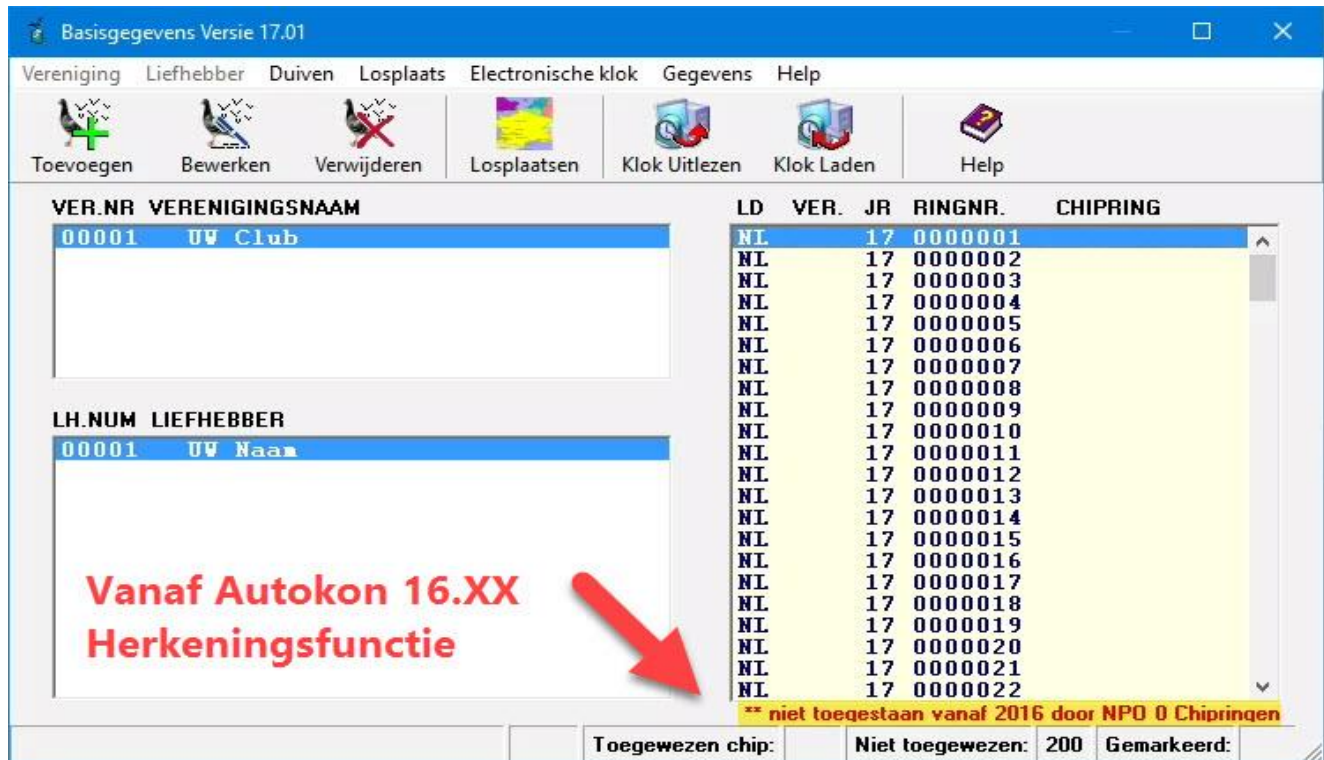 Basisgegevens Versie 17.01
Vereniging Liefhebber Duiven Losplaats Electronische klok Gegevens Help
Toevoegen Bewerken Verwijderen Losplaatsen Klok Uitlezen Klok Laden Help
VER.NR VERENIGINGSNAAM
00001 UW Club
LH.NUM LIEFHEBBER
00001 UW Naam
Vanaf Autokon 16.XX
Herkeningsfunctie
LD VER. JR RINGNR. CHIPRING
NL 17 0000001
NL 17 0000002
NL 17 0000003
NL 17 0000004
NL 17 0000005
NL 17 0000006
NL 17 0000007
NL 17 0000008
NL 17 0000009
NL 17 0000010
NL 17 0000011
NL 17 0000012
NL 17 0000013
NL 17 0000014
NL 17 0000015
NL 17 0000016
NL 17 0000017
NL 17 0000018
NL 17 0000019
NL 17 0000020
NL 17 0000021
NL 17 0000022
** niet toegestaan vanaf 2016 door NPO 0 Chipringen
Toegewezen chip: Niet toegewezen: 200 Gemarkeerd: